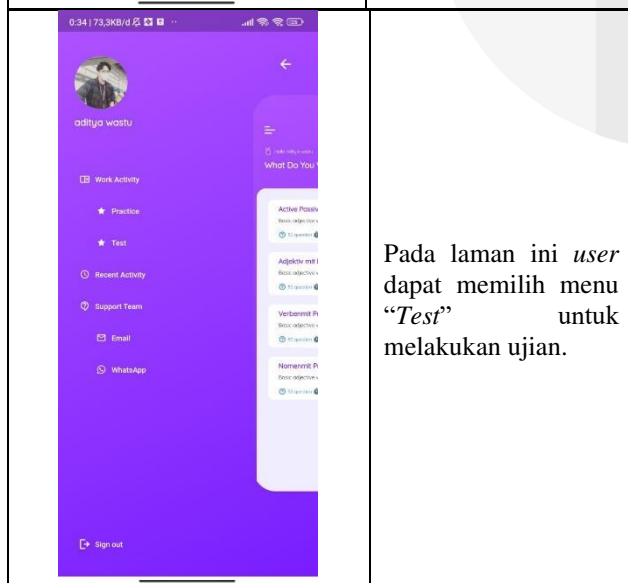 0:34 | 73,3KB/d
aditya wastu
What Do You
Work Activity
Active Passiv
Practice
Test
Adjektiv mit
Recent Activity
Support Team
Verbenmit Pr
Email
WhatsApp
Nomenmit P
Sign out
Pada laman ini user
dapat memilih menu
“Test” untuk
melakukan ujian.